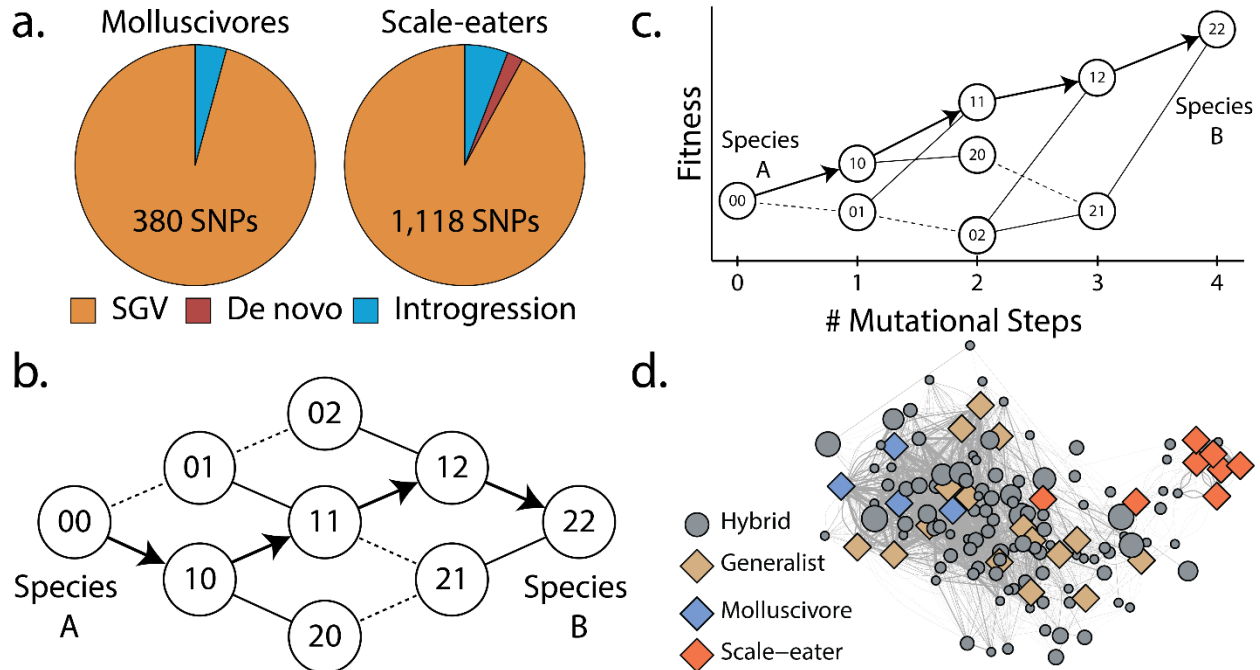 a.
Molluscivores
Scale-eaters
380 SNPs
1,118 SNPs
SGV
De novo
Introgression
b.
00
01
10
02
11
20
12
21
22
Species
A
Species
B
c.
Fitness
Species
A
Species
B
00
10
01
11
20
02
12
21
22
0
1
2
3
4
# Mutational Steps
d.
Hybrid
Generalist
Molluscivore
Scale–eater